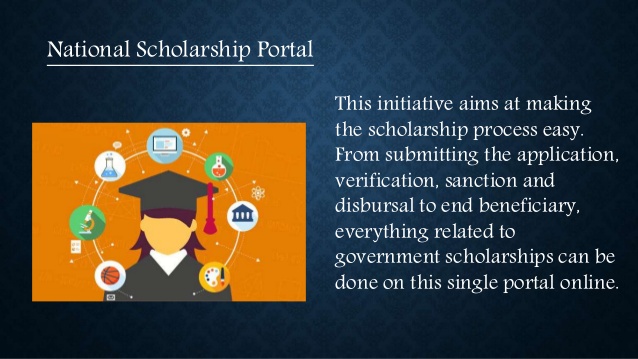 National Scholarship Portal
This initiative aims at making
the scholarship process easy.
From submitting the application,
verification, sanction and
disbursal to end beneficiary,
everything related to
government scholarships can be
done on this single portal online.